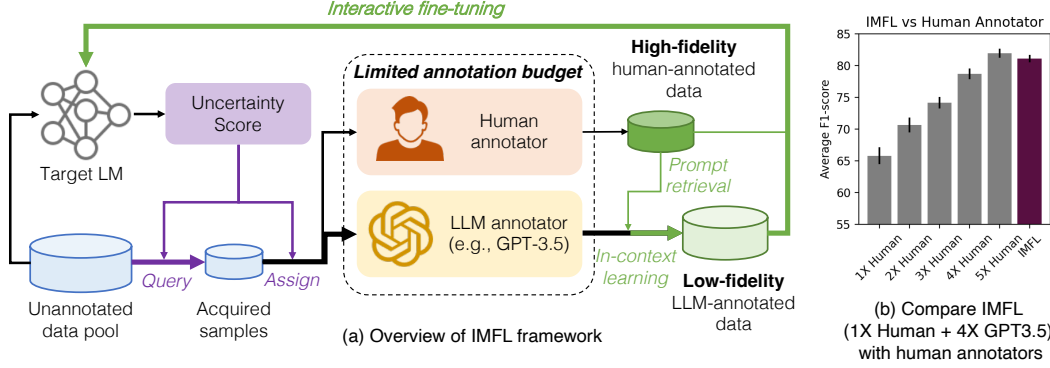 Interactive fine-tuning
Target LM
Uncertainty
Score
Limited annotation budget
Human
annotator
LLM annotator
(e.g., GPT-3.5)
High-fidelity
human-annotated
data
Prompt
retrieval
In-context
learning
Low-fidelity
LLM-annotated
data
Unannotated
data pool
Query
Acquired
samples
Assign
(a) Overview of IMFL framework
IMFL vs Human Annotator
Average F1-score
85
80
75
70
65
60
55
1X Human
2X Human
3X Human
4X Human
5X Human
IMFL
(b) Compare IMFL
(1X Human + 4X GPT3.5)
with human annotators